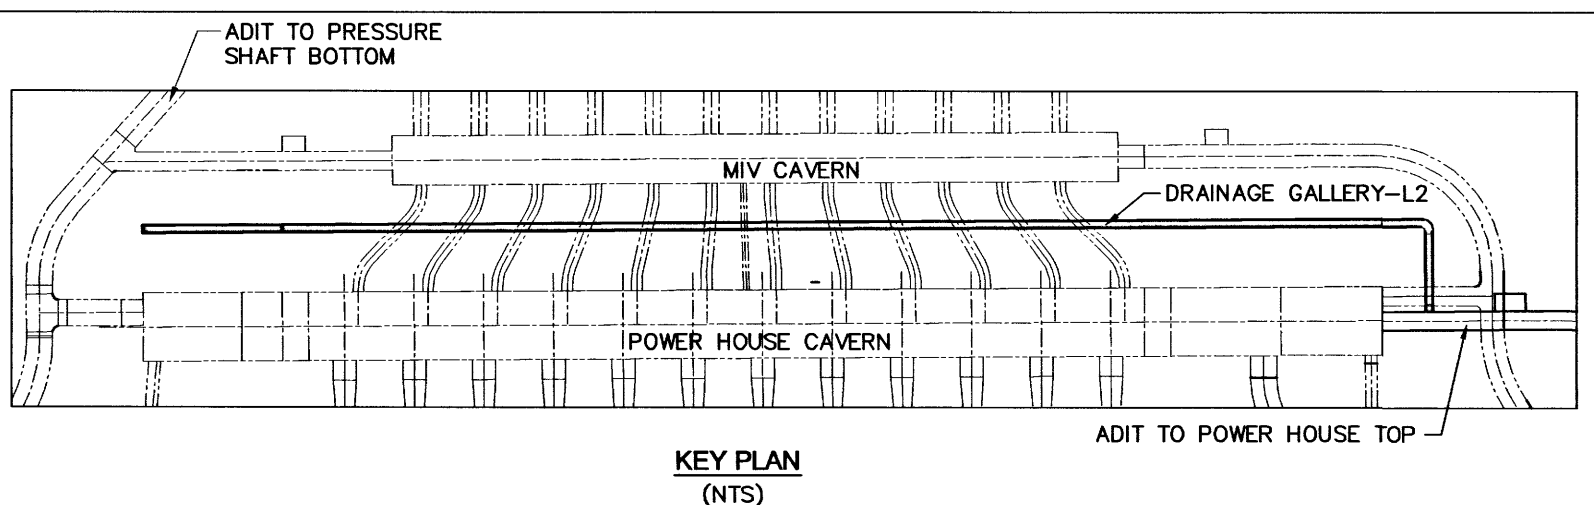 ADIT TO PRESSURE
SHAFT BOTTOM
MIV CAVERN
DRAINAGE GALLERY-L2
POWER HOUSE CAVERN
ADIT TO POWER HOUSE TOP
KEY PLAN
(NTS)